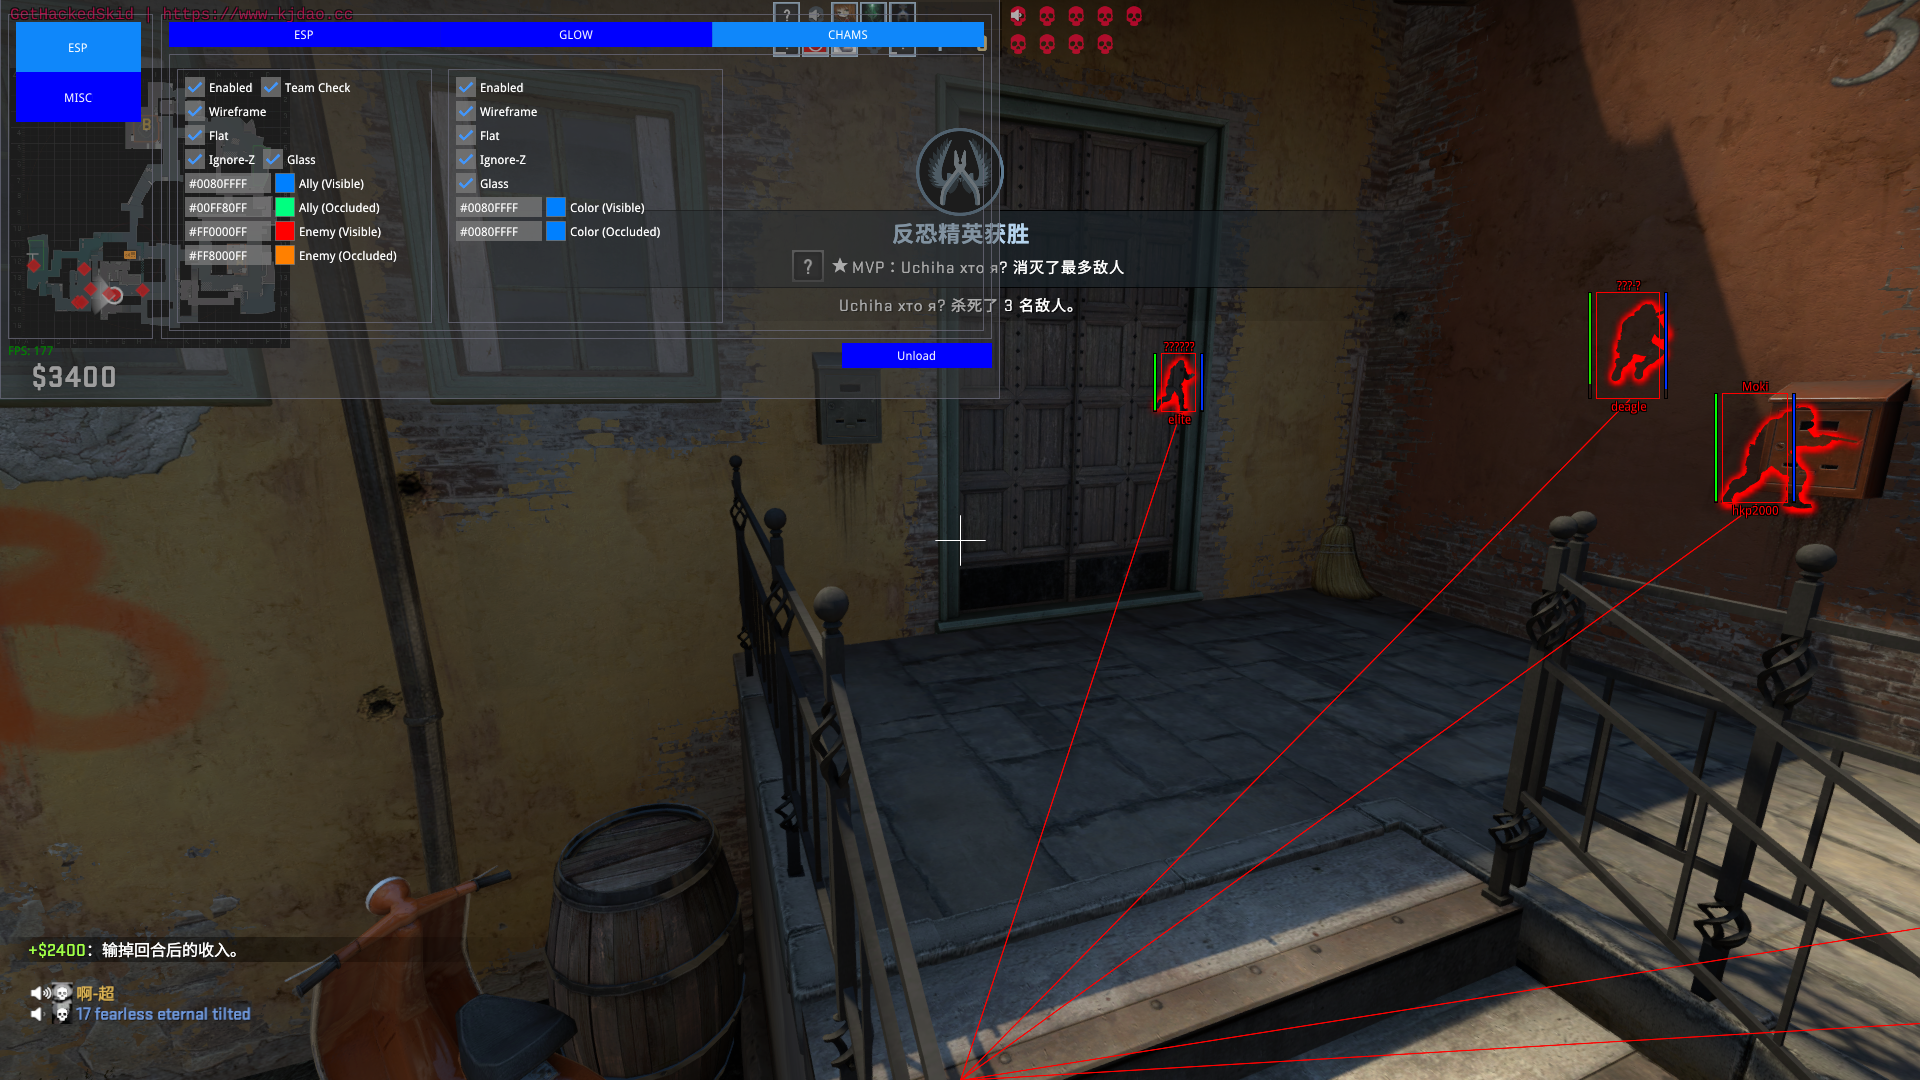 GetHackedSkid | https://www.kjdao.cc
ESP
MISC
ESP
GLOW
CHAMS
Enabled
Team Check
Wireframe
Flat
Ignore-Z
Glass
#0080FFFF
Ally (Visible)
#00FF80FF
Ally (Occluded)
#FF0000FF
Enemy (Visible)
#FF8000FF
Enemy (Occluded)
Enabled
Wireframe
Flat
Ignore-Z
Glass
#0080FFFF
Color (Visible)
#0080FFFF
Color (Occluded)
Unload
FPS: 177
$3400
B
T
?
3
反恐精英获胜
?
★ MVP：Uchiha хто я? 消灭了最多敌人
Uchiha хто я? 杀死了 3 名敌人。
??????
elite
deagle
Moki
hkp2000
+$2400：输掉回合后的收入。
啊-超
17 fearless eternal tilted